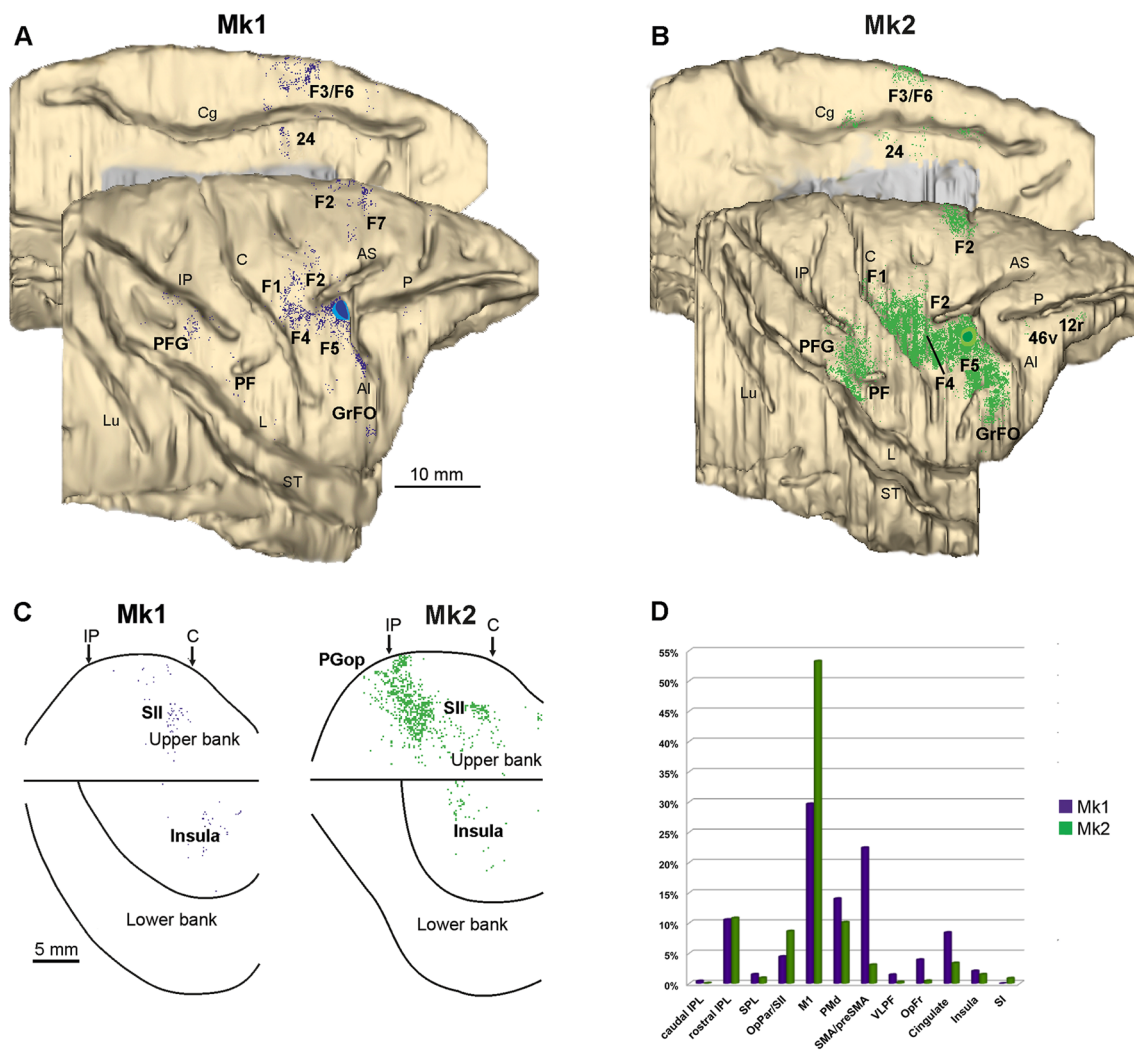 A
Mk1
F3/F6
Cg
24
F2
F7
C
AS
IP
F2
P
F1
F4
F5
PFG
PF
AI
Lu
L
GrFO
ST
10 mm
B
Mk2
F3/F6
Cg
24
F2
C
AS
IP
F1
F2
P
12r
46v
PFG
F5
AI
F4
PF
Lu
GrFO
L
ST
C
Mk1
IP
C
SII
Upper bank
Insula
Lower bank
5 mm
Mk2
IP
C
PGop
SII
Upper bank
Insula
Lower bank
D
55%
50%
45%
40%
35%
30%
25%
20%
15%
10%
5%
0%
caudal IPL
rostral IPL
SPL
OpPar/SII
M1
PMd
SMA/preSMA
VLPF
OpFr
Cingulate
Insula
SI
Mk1
Mk2